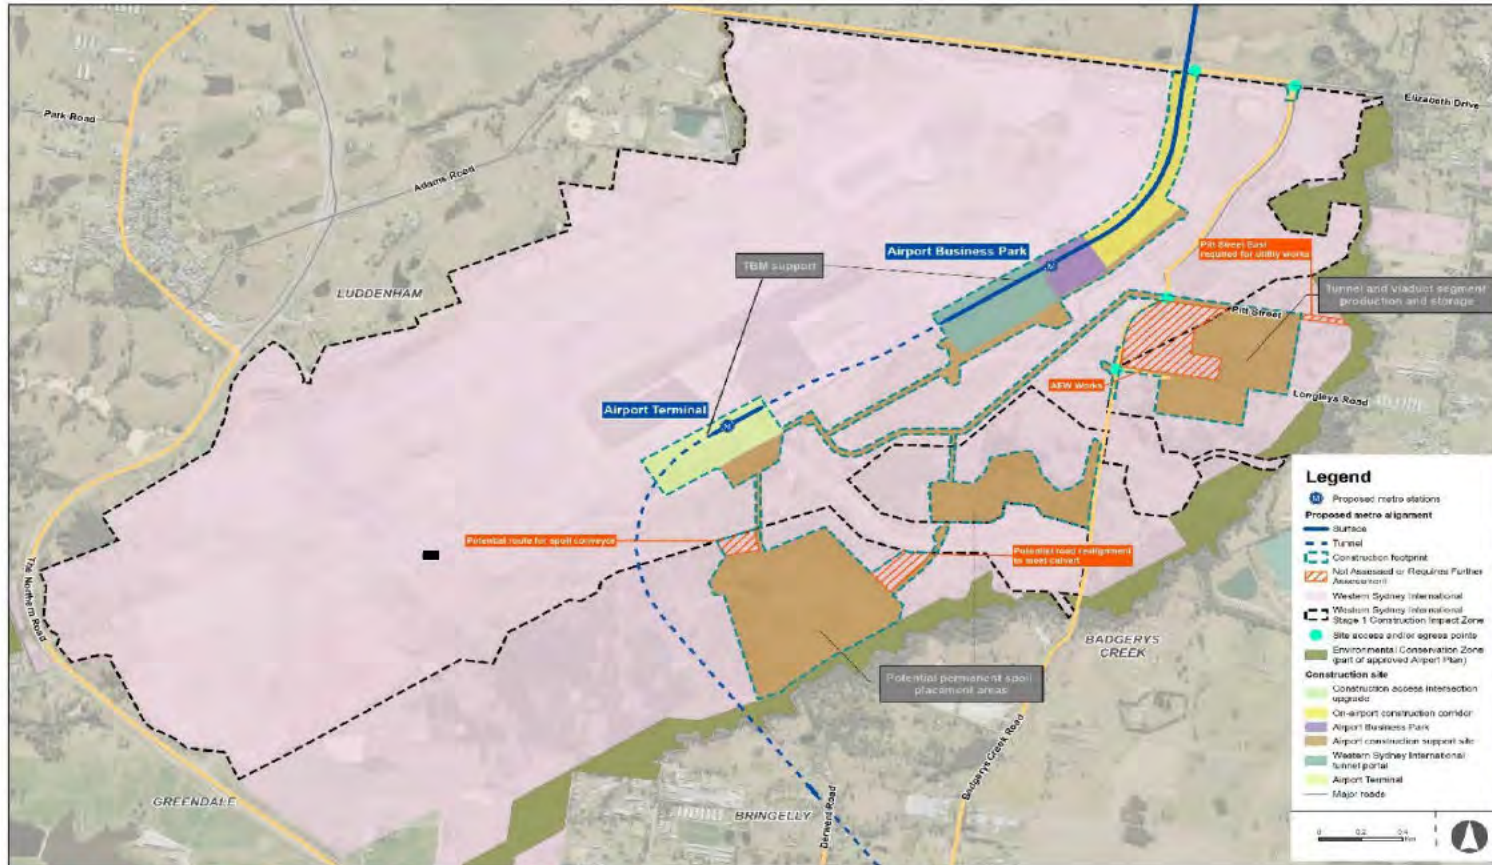 Elizabeth Drive
Park Road
Adams Road
Airport Business Park
M
Pitt Street East
required for utility works
TBM support
LUDDENHAM
Tunnel and viaduct segment
production and storage
Pitt Street
AEW Works
Longleys Road
Airport Terminal
M
Potential route for spoil conveyor
Potential road realignment
to meet culvert
The Northern Road
BADGERYS
CREEK
Potential permanent spoil
placement areas
Badgerys Creek Road
GREENDALE
BRINGELLY
Derwent Road
Legend
M Proposed metro stations
Proposed metro alignment
Surface
Tunnel
Construction footprint
Not Assessed or Requires Further
Assessment
Western Sydney International
Western Sydney International
Stage 1 Construction Impact Zone
Site access and/or egress points
Environmental Conservation Zone
(part of approved Airport Plan)
Construction site
Construction access intersection
upgrade
On-airport construction corridor
Airport Business Park
Airport construction support site
Western Sydney International
tunnel portal
Airport Terminal
Major roads
0 0.2 0.4